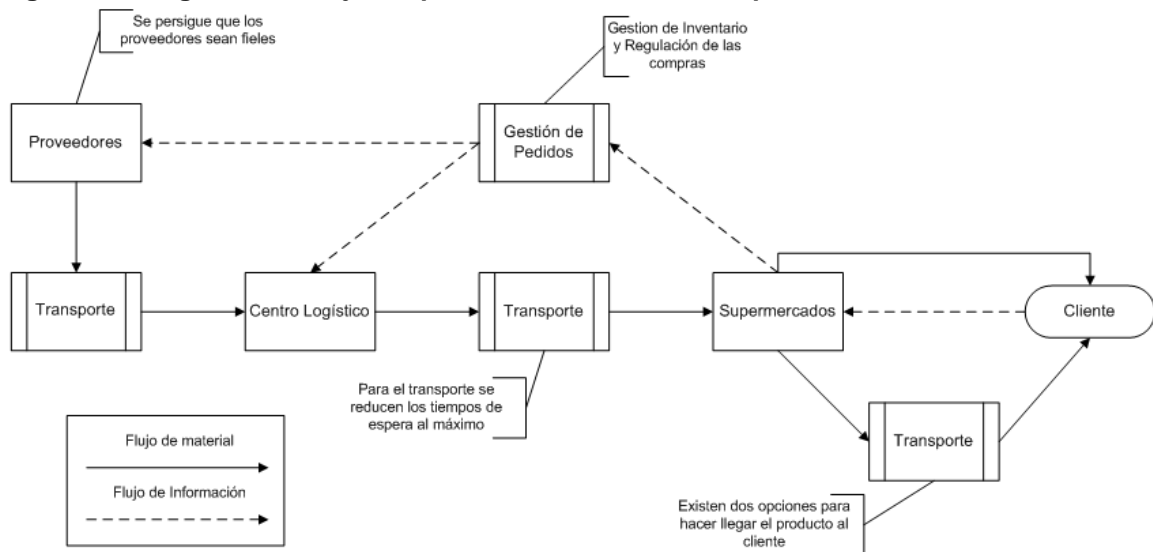 Se persigue que los
proveedores sean fieles
Gestion de Inventario
y Regulación de las
compras
Proveedores
Gestión de
Pedidos
Transporte
Centro Logístico
Transporte
Supermercados
Cliente
Para el transporte se
reducen los tiempos de
espera al máximo
Flujo de material
Flujo de Información
Transporte
Existen dos opciones para
hacer llegar el producto al
cliente